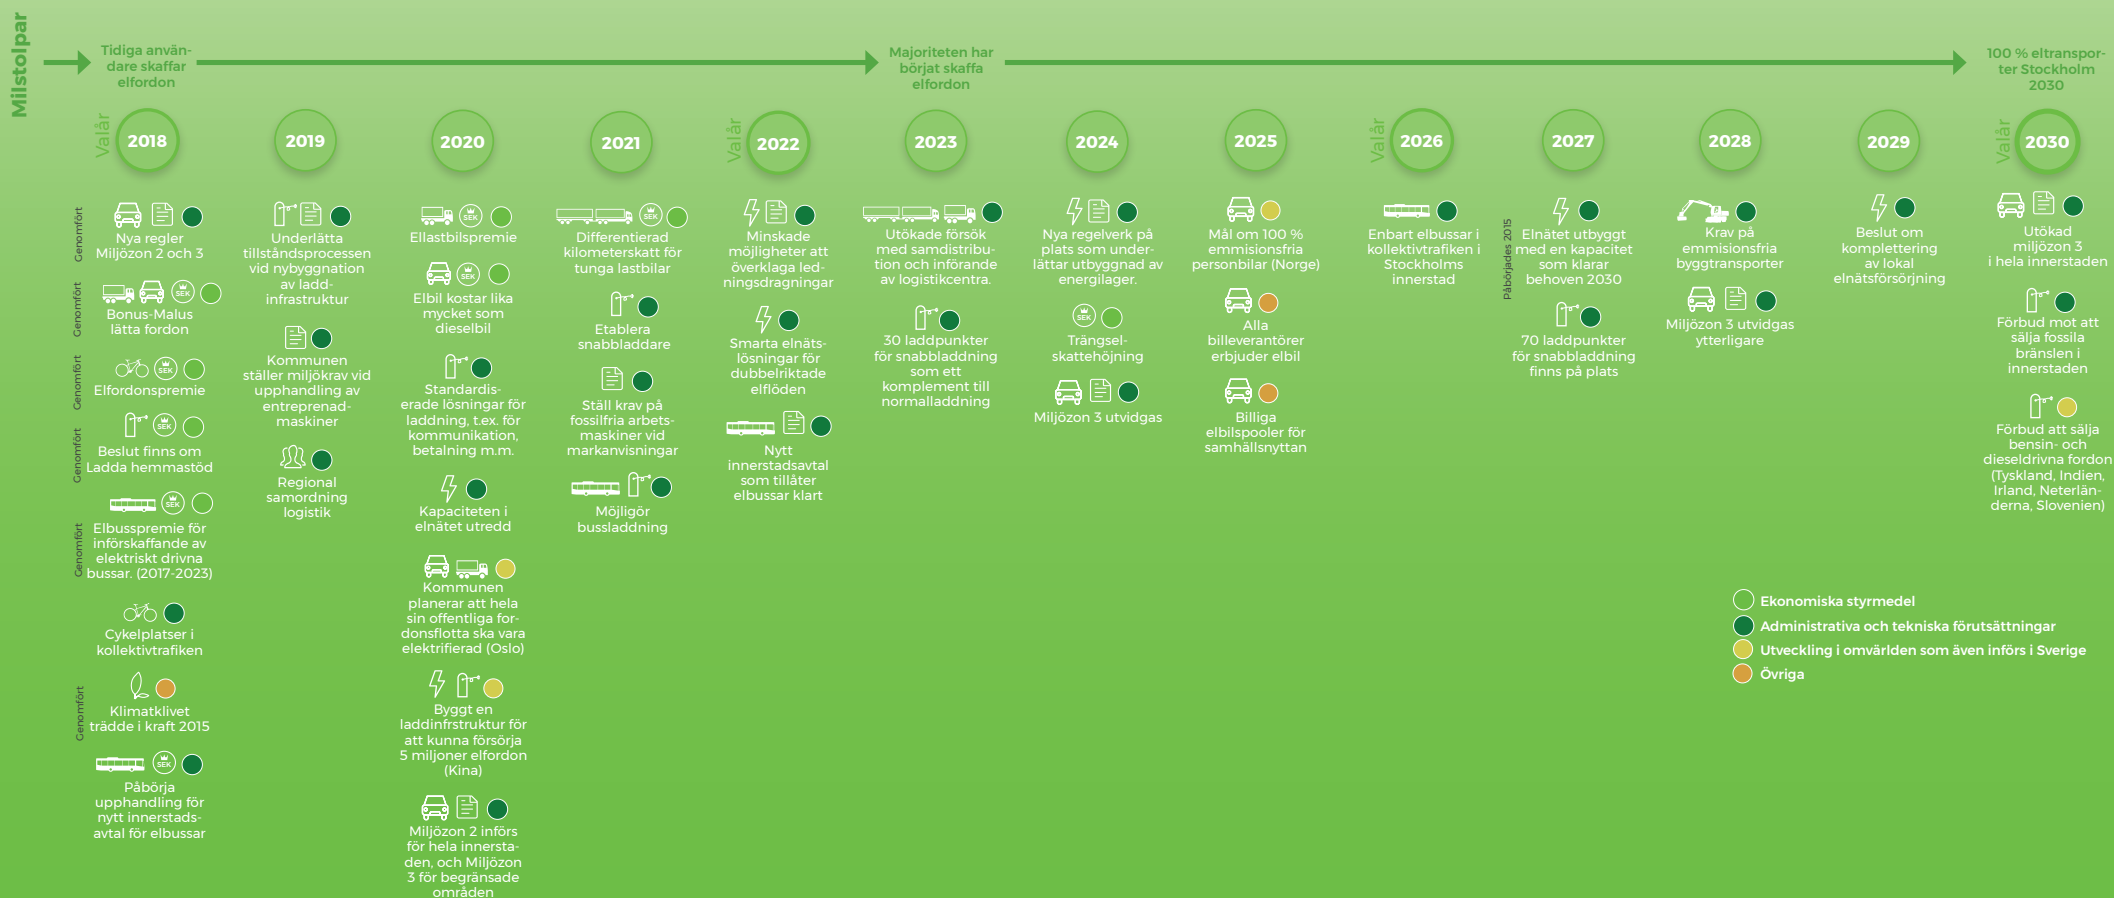 Milstolpar
Tidiga använ-
dare skaffar
elfordon
Majoriteten har
börjat skaffa
elfordon
100 % eltranspor-
ter Stockholm
2030
Valår
2018
2019
2020
2021
Valår
2022
2023
2024
2025
Valår
2026
2027
2028
2029
Valår
2030
Genomfört
Nya regler
Miljözon 2 och 3
Genomfört
SEK
Bonus-Malus
lätta fordon
Genomfört
SEK
Elfordonspremie
Genomfört
SEK
Beslut finns om
Ladda hemmastöd
Genomfört
SEK
Elbusspremie för
införskaffande av
elektriskt drivna
bussar. (2017-2023)
Cykelplatser i
kollektivtrafiken
Genomfört
Klimatklivet
trädde i kraft 2015
SEK
Påbörja
upphandling för
nytt innerstads-
avtal för elbussar
Underlätta
tillståndsprocessen
vid nybyggnation
av ladd-
infrastruktur
Kommunen
ställer miljökrav vid
upphandling av
entreprenad-
maskiner
Regional
samordning
logistik
SEK
Ellastbilspremie
SEK
Elbil kostar lika
mycket som
dieselbil
Standardis-
erade lösningar för
laddning, t.ex. för
kommunikation,
betalning m.m.
Kapaciteten i
elnätet utredd
Kommunen
planerar att hela
sin offentliga for-
donsflotta ska vara
elektrifierad (Oslo)
Byggt en
laddinfrstruktur för
att kunna försörja
5 miljoner elfordon
(Kina)
Miljözon 2 införs
för hela innersta-
den, och Miljözon
3 för begränsade
områden
SEK
Differentierad
kilometerskatt för
tunga lastbilar
Etablera
snabbladdare
Ställ krav på
fossilfria arbets-
maskiner vid
markanvisningar
Möjligör
bussladdning
Minskade
möjligheter att
överklaga led-
ningsdragningar
Smarta elnäts-
lösningar för
dubbelriktade
elflöden
Nytt
innerstadsavtal
som tillåter
elbussar klart
Utökade försök
med samdistribu-
tion och införande
av logistikcentra.
30 laddpunkter
för snabbladdning
som ett
komplement till
normalladdning
Nya regelverk på
plats som under-
lättar utbyggnad av
energilager.
SEK
Trängsel-
skattehöjning
Miljözon 3 utvidgas
Mål om 100 %
emmisionsfria
personbilar (Norge)
Alla
billeverantörer
erbjuder elbil
Billiga
elbilspooler för
samhällsnyttan
Enbart elbussar i
kollektivtrafiken i
Stockholms
innerstad
Påbörjades 2015
Elnätet utbyggt
med en kapacitet
som klarar
behoven 2030
70 laddpunkter
för snabbladdning
finns på plats
Krav på
emmisionsfria
byggtransporter
Miljözon 3 utvidgas
ytterligare
Beslut om
komplettering
av lokal
elnätsförsörjning
Utökad
miljözon 3
i hela innerstaden
Förbud mot att
sälja fossila
bränslen i
innerstaden
Förbud att sälja
bensin- och
dieseldrivna fordon
(Tyskland, Indien,
Irland, Neterlän-
derna, Slovenien)
Ekonomiska styrmedel
Administrativa och tekniska förutsättningar
Utveckling i omvärlden som även införs i Sverige
Övriga